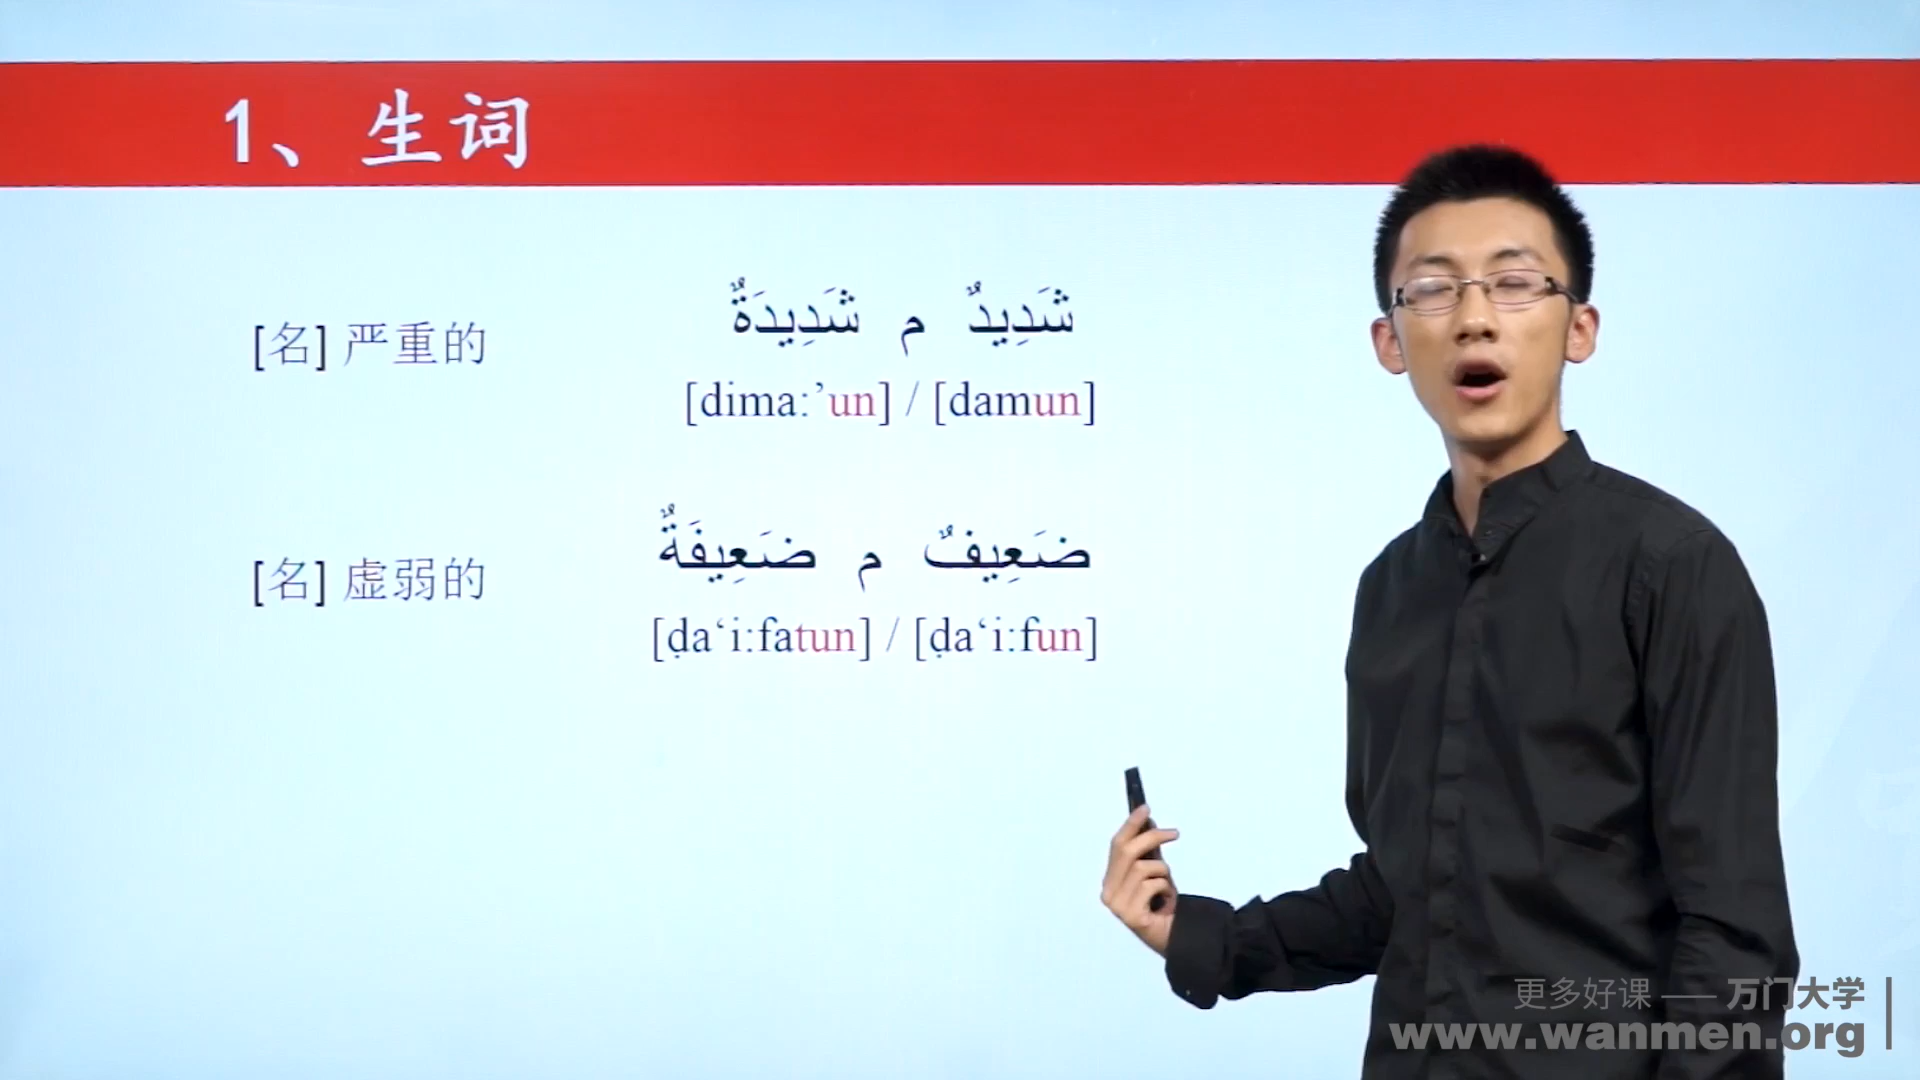 1、生词
[名] 严重的
شَدِيدٌ م شَدِيدَةٌ
[dima:’un] / [damun]
[名] 虚弱的
ضَعِيفٌ م ضَعِيفَةٌ
[ḍa‘i:fatun] / [ḍa‘i:fun]
更多好课 —— 万门大学
www.wanmen.org